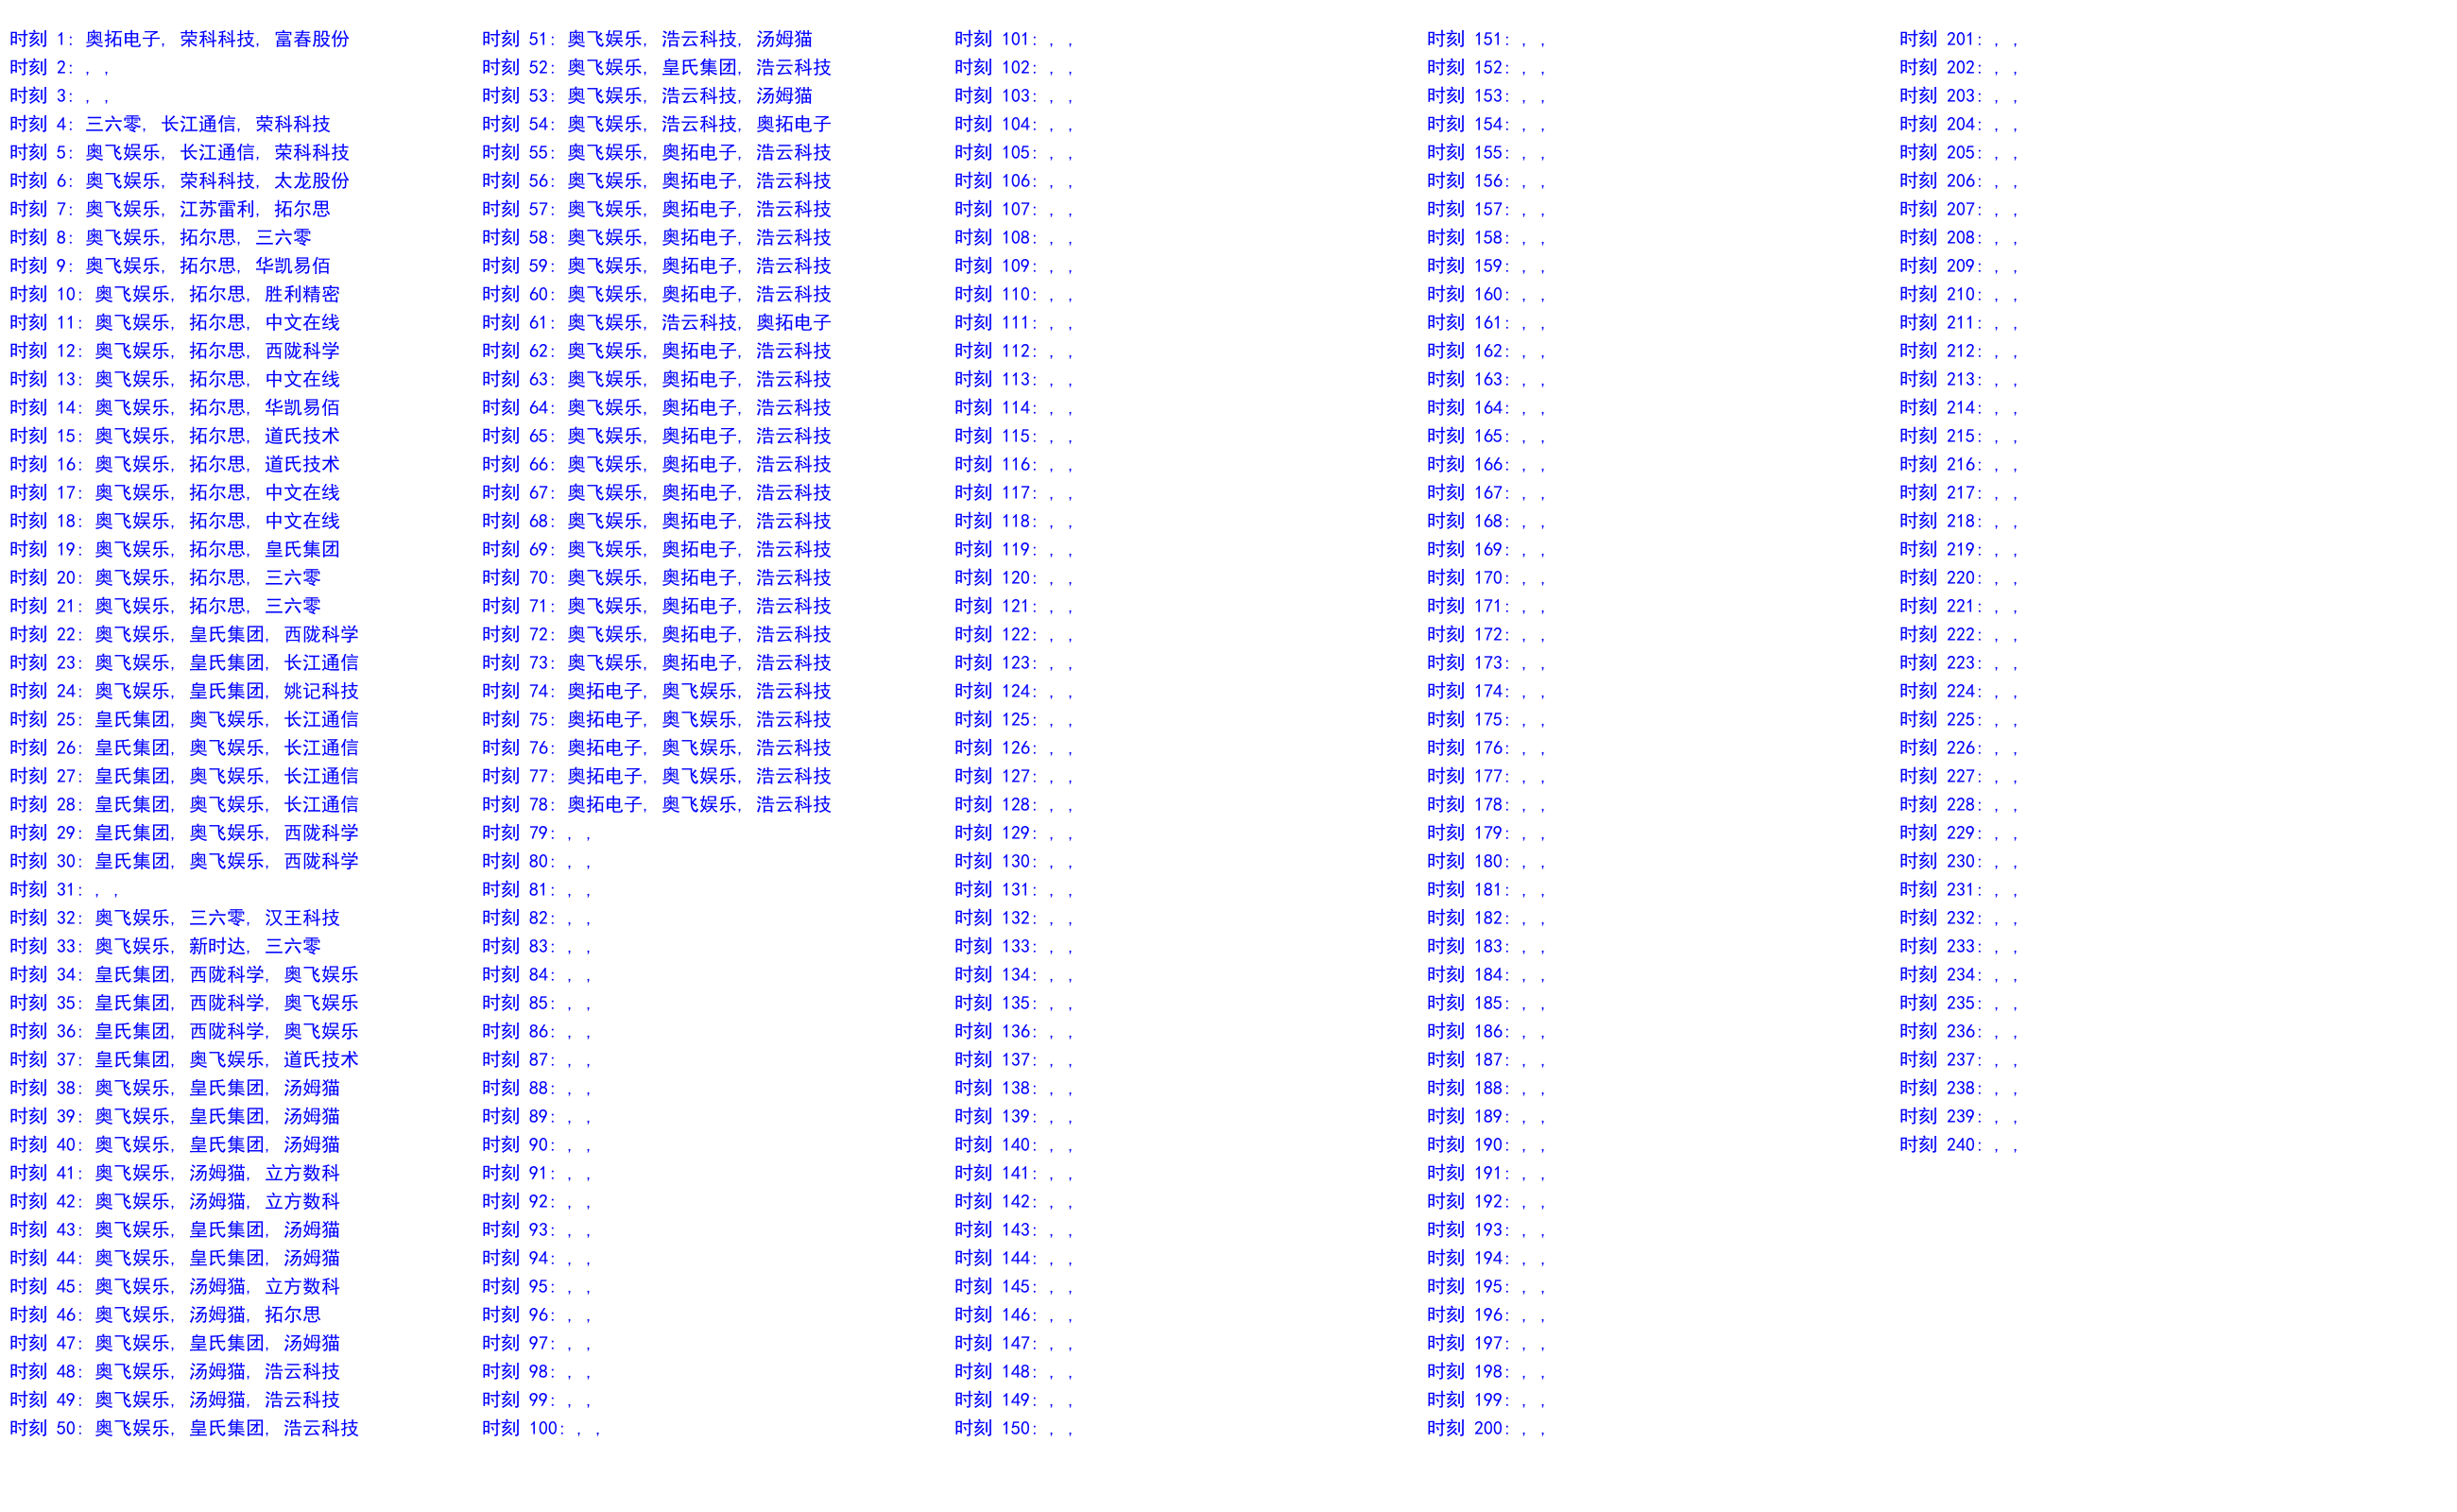 时刻 1: 奥拓电子, 荣科科技, 富春股份
时刻 2: , ,
时刻 3: , ,
时刻 4: 三六零, 长江通信, 荣科科技
时刻 5: 奥飞娱乐, 长江通信, 荣科科技
时刻 6: 奥飞娱乐, 荣科科技, 太龙股份
时刻 7: 奥飞娱乐, 江苏雷利, 拓尔思
时刻 8: 奥飞娱乐, 拓尔思, 三六零
时刻 9: 奥飞娱乐, 拓尔思, 华凯易佰
时刻 10: 奥飞娱乐, 拓尔思, 胜利精密
时刻 11: 奥飞娱乐, 拓尔思, 中文在线
时刻 12: 奥飞娱乐, 拓尔思, 西陇科学
时刻 13: 奥飞娱乐, 拓尔思, 中文在线
时刻 14: 奥飞娱乐, 拓尔思, 华凯易佰
时刻 15: 奥飞娱乐, 拓尔思, 道氏技术
时刻 16: 奥飞娱乐, 拓尔思, 道氏技术
时刻 17: 奥飞娱乐, 拓尔思, 中文在线
时刻 18: 奥飞娱乐, 拓尔思, 中文在线
时刻 19: 奥飞娱乐, 拓尔思, 皇氏集团
时刻 20: 奥飞娱乐, 拓尔思, 三六零
时刻 21: 奥飞娱乐, 拓尔思, 三六零
时刻 22: 奥飞娱乐, 皇氏集团, 西陇科学
时刻 23: 奥飞娱乐, 皇氏集团, 长江通信
时刻 24: 奥飞娱乐, 皇氏集团, 姚记科技
时刻 25: 皇氏集团, 奥飞娱乐, 长江通信
时刻 26: 皇氏集团, 奥飞娱乐, 长江通信
时刻 27: 皇氏集团, 奥飞娱乐, 长江通信
时刻 28: 皇氏集团, 奥飞娱乐, 长江通信
时刻 29: 皇氏集团, 奥飞娱乐, 西陇科学
时刻 30: 皇氏集团, 奥飞娱乐, 西陇科学
时刻 31: , ,
时刻 32: 奥飞娱乐, 三六零, 汉王科技
时刻 33: 奥飞娱乐, 新时达, 三六零
时刻 34: 皇氏集团, 西陇科学, 奥飞娱乐
时刻 35: 皇氏集团, 西陇科学, 奥飞娱乐
时刻 36: 皇氏集团, 西陇科学, 奥飞娱乐
时刻 37: 皇氏集团, 奥飞娱乐, 道氏技术
时刻 38: 奥飞娱乐, 皇氏集团, 汤姆猫
时刻 39: 奥飞娱乐, 皇氏集团, 汤姆猫
时刻 40: 奥飞娱乐, 皇氏集团, 汤姆猫
时刻 41: 奥飞娱乐, 汤姆猫, 立方数科
时刻 42: 奥飞娱乐, 汤姆猫, 立方数科
时刻 43: 奥飞娱乐, 皇氏集团, 汤姆猫
时刻 44: 奥飞娱乐, 皇氏集团, 汤姆猫
时刻 45: 奥飞娱乐, 汤姆猫, 立方数科
时刻 46: 奥飞娱乐, 汤姆猫, 拓尔思
时刻 47: 奥飞娱乐, 皇氏集团, 汤姆猫
时刻 48: 奥飞娱乐, 汤姆猫, 浩云科技
时刻 49: 奥飞娱乐, 汤姆猫, 浩云科技
时刻 50: 奥飞娱乐, 皇氏集团, 浩云科技
时刻 51: 奥飞娱乐, 浩云科技, 汤姆猫
时刻 52: 奥飞娱乐, 皇氏集团, 浩云科技
时刻 53: 奥飞娱乐, 浩云科技, 汤姆猫
时刻 54: 奥飞娱乐, 浩云科技, 奥拓电子
时刻 55: 奥飞娱乐, 奥拓电子, 浩云科技
时刻 56: 奥飞娱乐, 奥拓电子, 浩云科技
时刻 57: 奥飞娱乐, 奥拓电子, 浩云科技
时刻 58: 奥飞娱乐, 奥拓电子, 浩云科技
时刻 59: 奥飞娱乐, 奥拓电子, 浩云科技
时刻 60: 奥飞娱乐, 奥拓电子, 浩云科技
时刻 61: 奥飞娱乐, 浩云科技, 奥拓电子
时刻 62: 奥飞娱乐, 奥拓电子, 浩云科技
时刻 63: 奥飞娱乐, 奥拓电子, 浩云科技
时刻 64: 奥飞娱乐, 奥拓电子, 浩云科技
时刻 65: 奥飞娱乐, 奥拓电子, 浩云科技
时刻 66: 奥飞娱乐, 奥拓电子, 浩云科技
时刻 67: 奥飞娱乐, 奥拓电子, 浩云科技
时刻 68: 奥飞娱乐, 奥拓电子, 浩云科技
时刻 69: 奥飞娱乐, 奥拓电子, 浩云科技
时刻 70: 奥飞娱乐, 奥拓电子, 浩云科技
时刻 71: 奥飞娱乐, 奥拓电子, 浩云科技
时刻 72: 奥飞娱乐, 奥拓电子, 浩云科技
时刻 73: 奥飞娱乐, 奥拓电子, 浩云科技
时刻 74: 奥拓电子, 奥飞娱乐, 浩云科技
时刻 75: 奥拓电子, 奥飞娱乐, 浩云科技
时刻 76: 奥拓电子, 奥飞娱乐, 浩云科技
时刻 77: 奥拓电子, 奥飞娱乐, 浩云科技
时刻 78: 奥拓电子, 奥飞娱乐, 浩云科技
时刻 79: , ,
时刻 80: , ,
时刻 81: , ,
时刻 82: , ,
时刻 83: , ,
时刻 84: , ,
时刻 85: , ,
时刻 86: , ,
时刻 87: , ,
时刻 88: , ,
时刻 89: , ,
时刻 90: , ,
时刻 91: , ,
时刻 92: , ,
时刻 93: , ,
时刻 94: , ,
时刻 95: , ,
时刻 96: , ,
时刻 97: , ,
时刻 98: , ,
时刻 99: , ,
时刻 100: , ,
时刻 101: , ,
时刻 102: , ,
时刻 103: , ,
时刻 104: , ,
时刻 105: , ,
时刻 106: , ,
时刻 107: , ,
时刻 108: , ,
时刻 109: , ,
时刻 110: , ,
时刻 111: , ,
时刻 112: , ,
时刻 113: , ,
时刻 114: , ,
时刻 115: , ,
时刻 116: , ,
时刻 117: , ,
时刻 118: , ,
时刻 119: , ,
时刻 120: , ,
时刻 121: , ,
时刻 122: , ,
时刻 123: , ,
时刻 124: , ,
时刻 125: , ,
时刻 126: , ,
时刻 127: , ,
时刻 128: , ,
时刻 129: , ,
时刻 130: , ,
时刻 131: , ,
时刻 132: , ,
时刻 133: , ,
时刻 134: , ,
时刻 135: , ,
时刻 136: , ,
时刻 137: , ,
时刻 138: , ,
时刻 139: , ,
时刻 140: , ,
时刻 141: , ,
时刻 142: , ,
时刻 143: , ,
时刻 144: , ,
时刻 145: , ,
时刻 146: , ,
时刻 147: , ,
时刻 148: , ,
时刻 149: , ,
时刻 150: , ,
时刻 151: , ,
时刻 152: , ,
时刻 153: , ,
时刻 154: , ,
时刻 155: , ,
时刻 156: , ,
时刻 157: , ,
时刻 158: , ,
时刻 159: , ,
时刻 160: , ,
时刻 161: , ,
时刻 162: , ,
时刻 163: , ,
时刻 164: , ,
时刻 165: , ,
时刻 166: , ,
时刻 167: , ,
时刻 168: , ,
时刻 169: , ,
时刻 170: , ,
时刻 171: , ,
时刻 172: , ,
时刻 173: , ,
时刻 174: , ,
时刻 175: , ,
时刻 176: , ,
时刻 177: , ,
时刻 178: , ,
时刻 179: , ,
时刻 180: , ,
时刻 181: , ,
时刻 182: , ,
时刻 183: , ,
时刻 184: , ,
时刻 185: , ,
时刻 186: , ,
时刻 187: , ,
时刻 188: , ,
时刻 189: , ,
时刻 190: , ,
时刻 191: , ,
时刻 192: , ,
时刻 193: , ,
时刻 194: , ,
时刻 195: , ,
时刻 196: , ,
时刻 197: , ,
时刻 198: , ,
时刻 199: , ,
时刻 200: , ,
时刻 201: , ,
时刻 202: , ,
时刻 203: , ,
时刻 204: , ,
时刻 205: , ,
时刻 206: , ,
时刻 207: , ,
时刻 208: , ,
时刻 209: , ,
时刻 210: , ,
时刻 211: , ,
时刻 212: , ,
时刻 213: , ,
时刻 214: , ,
时刻 215: , ,
时刻 216: , ,
时刻 217: , ,
时刻 218: , ,
时刻 219: , ,
时刻 220: , ,
时刻 221: , ,
时刻 222: , ,
时刻 223: , ,
时刻 224: , ,
时刻 225: , ,
时刻 226: , ,
时刻 227: , ,
时刻 228: , ,
时刻 229: , ,
时刻 230: , ,
时刻 231: , ,
时刻 232: , ,
时刻 233: , ,
时刻 234: , ,
时刻 235: , ,
时刻 236: , ,
时刻 237: , ,
时刻 238: , ,
时刻 239: , ,
时刻 240: , ,